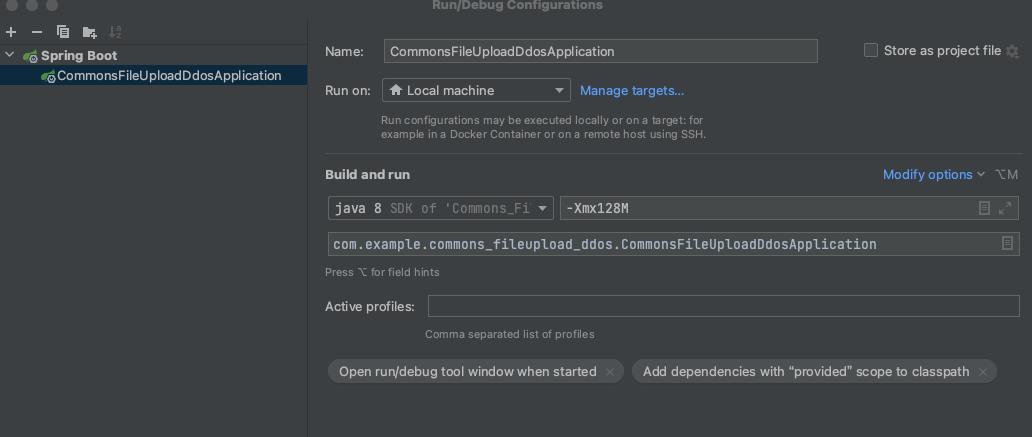 Run/Debug Configurations
Spring Boot
CommonsFileUploadDdosApplication
Name: CommonsFileUploadDdosApplication Store as project file
Run on: Local machine Manage targets...
Run configurations may be executed locally or on a target: for
example in a Docker Container or on a remote host using SSH.
Build and run Modify options ⌥M
java 8 SDK of 'Commons_Fi -Xmx128M
com.example.commons_fileupload_ddos.CommonsFileUploadDdosApplication
Press ⌥ for field hints
Active profiles:
Comma separated list of profiles
Open run/debug tool window when started × Add dependencies with “provided” scope to classpath ×